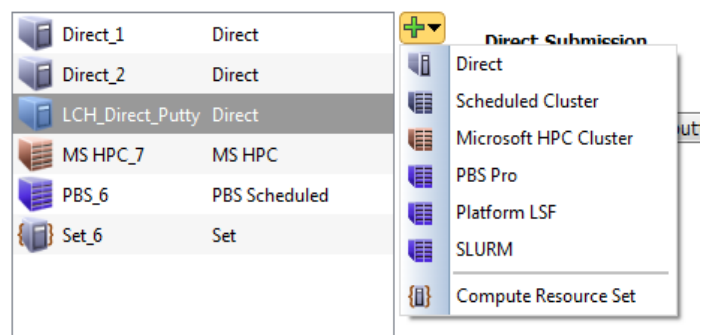 Direct_1 Direct
Direct_2 Direct
LCH_Direct_Putty Direct
MS HPC_7 MS HPC
PBS_6 PBS Scheduled
Set_6 Set
Direct Submission
Direct
Scheduled Cluster
Microsoft HPC Cluster
PBS Pro
Platform LSF
SLURM
Compute Resource Set